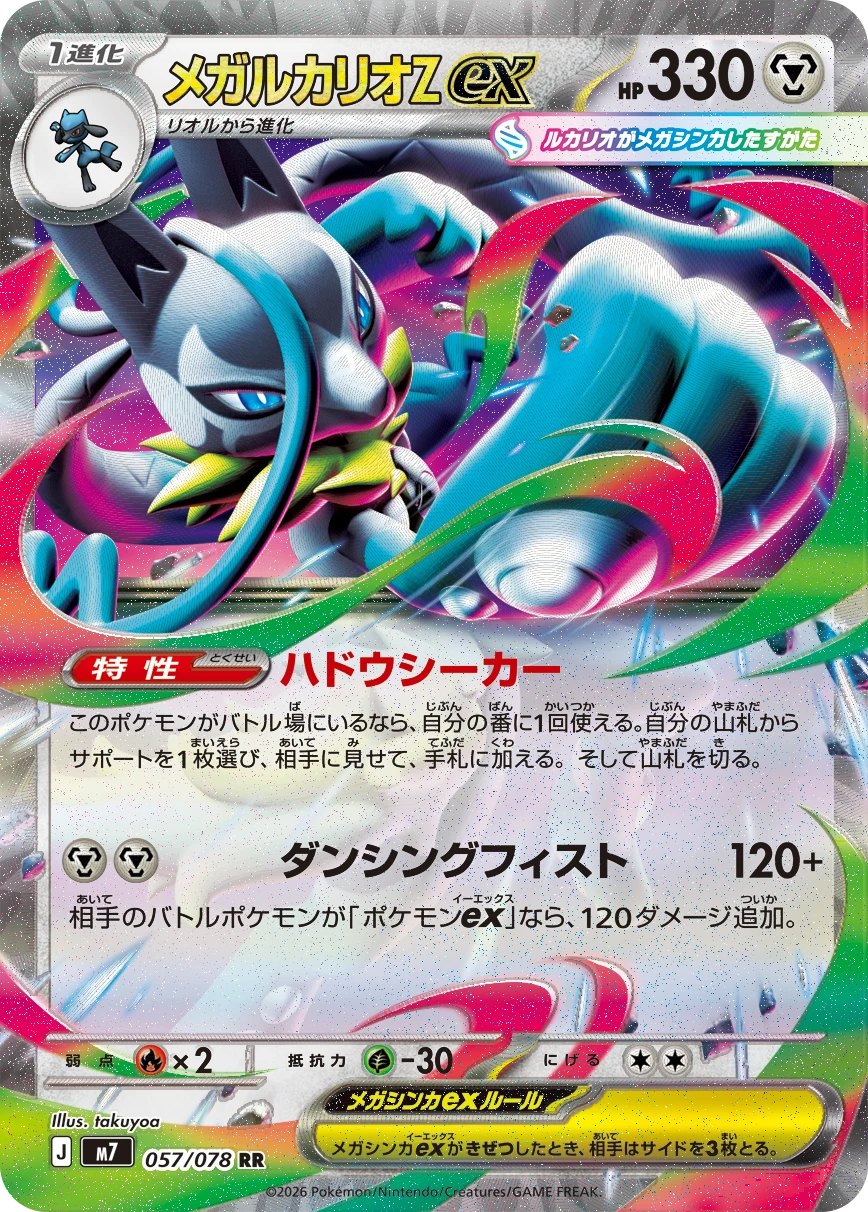 1進化
メガルカリオZex
HP330
リオルから進化
ルカリオがメガシンカしたすがた
特性 とくせい
ハドウシーカー
このポケモンがバトル場にいるなら、自分の番に1回使える。自分の山札から
サポートを1枚選び、相手に見せて、手札に加える。そして山札を切る。
ダンシングフィスト 120+
相手のバトルポケモンが「ポケモンex」なら、120ダメージ追加。
弱点 ×2 抵抗力 -30 にげる
メガシンカexルール
メガシンカexがきぜつしたとき、相手はサイドを3枚とる。
Illus. takuyoa
J M7 057/078 RR
©2026 Pokémon/Nintendo/Creatures/GAME FREAK.